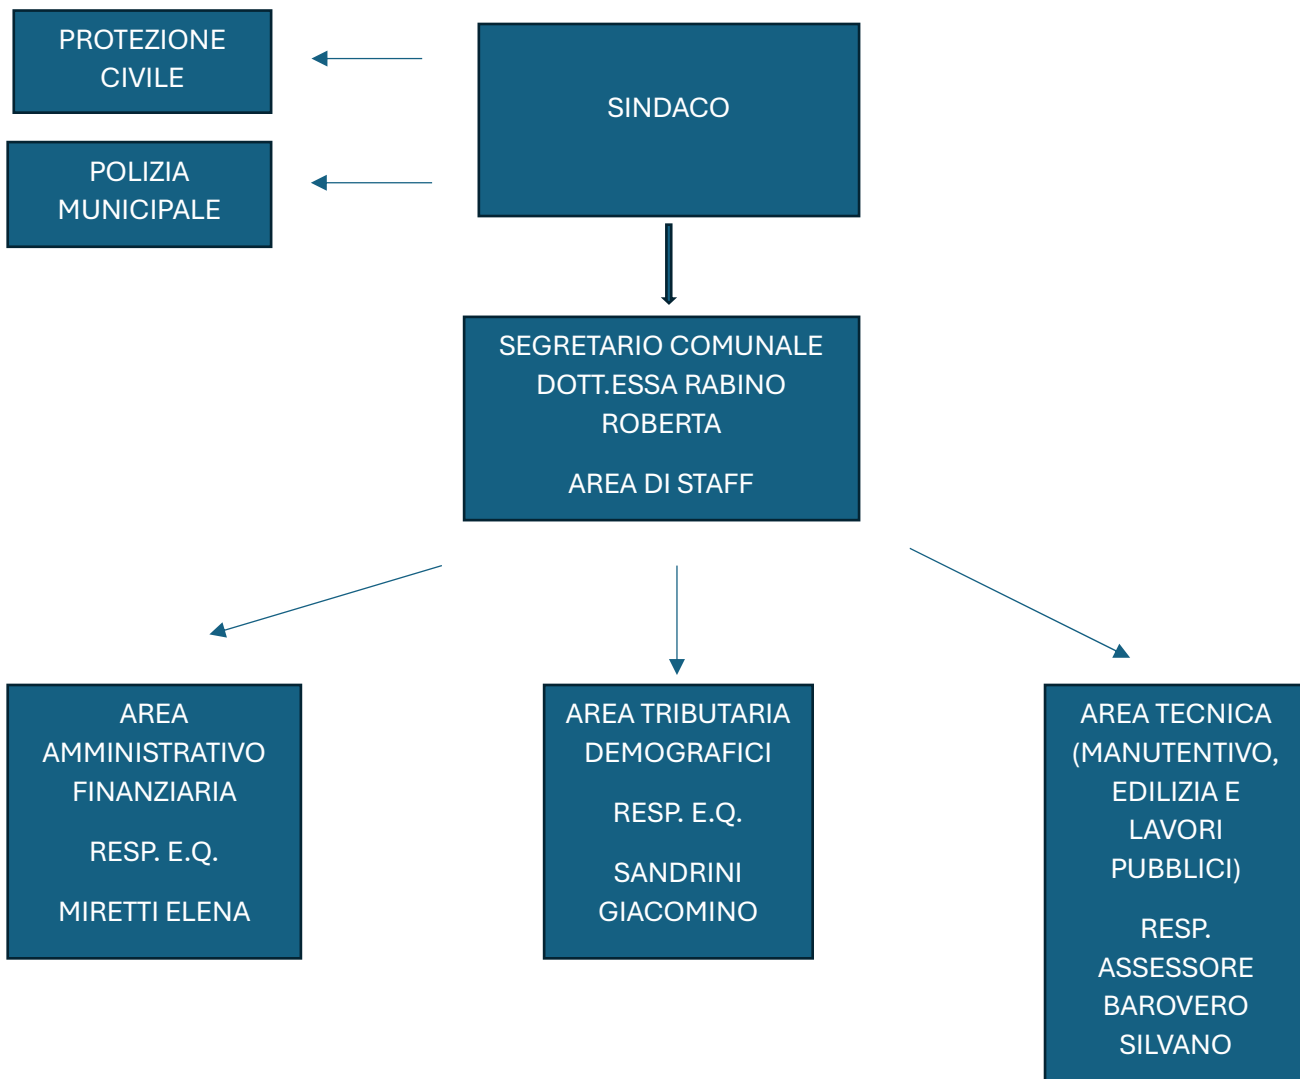 PROTEZIONE
CIVILE
SINDACO
POLIZIA
MUNICIPALE
SEGRETARIO COMUNALE
DOTT.ESSA RABINO
ROBERTA
AREA DI STAFF
AREA
AMMINISTRATIVO
FINANZIARIA
RESP. E.Q.
MIRETTI ELENA
AREA TRIBUTARIA
DEMOGRAFICI
RESP. E.Q.
SANDRINI
GIACOMINO
AREA TECNICA
(MANUTENTIVO,
EDILIZIA E
LAVORI
PUBBLICI)
RESP.
ASSESSORE
BAROVERO
SILVANO